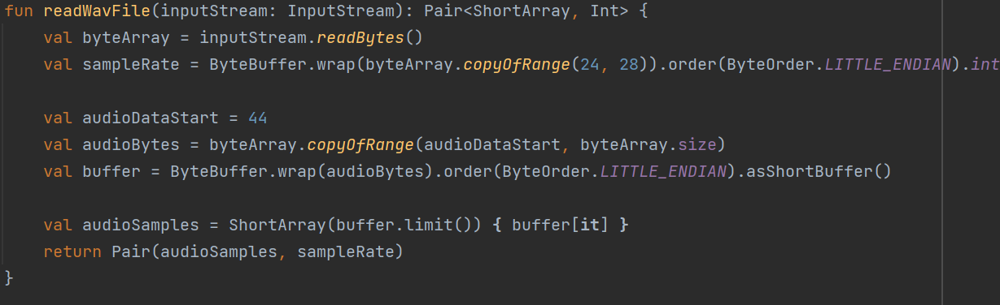 fun readWavFile(inputStream: InputStream): Pair<ShortArray, Int> {
    val byteArray = inputStream.readBytes()
    val sampleRate = ByteBuffer.wrap(byteArray.copyOfRange(24, 28)).order(ByteOrder.LITTLE_ENDIAN).int
    val audioDataStart = 44
    val audioBytes = byteArray.copyOfRange(audioDataStart, byteArray.size)
    val buffer = ByteBuffer.wrap(audioBytes).order(ByteOrder.LITTLE_ENDIAN).asShortBuffer()
    val audioSamples = ShortArray(buffer.limit()) { buffer[it] }
    return Pair(audioSamples, sampleRate)
}